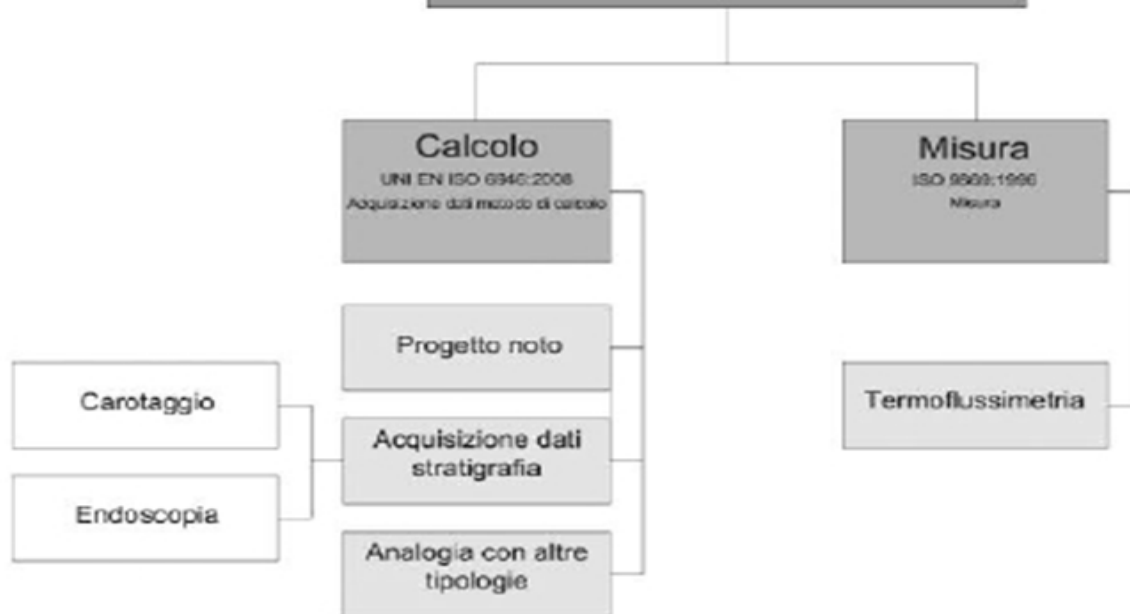 Calcolo
UNI EN ISO 6946:2008
Acquisizione dati metodo di calcolo
Misura
ISO 9869:1996
Misura
Progetto noto
Carotaggio
Termoflussimetria
Acquisizione dati
stratigrafia
Endoscopia
Analogia con altre
tipologie